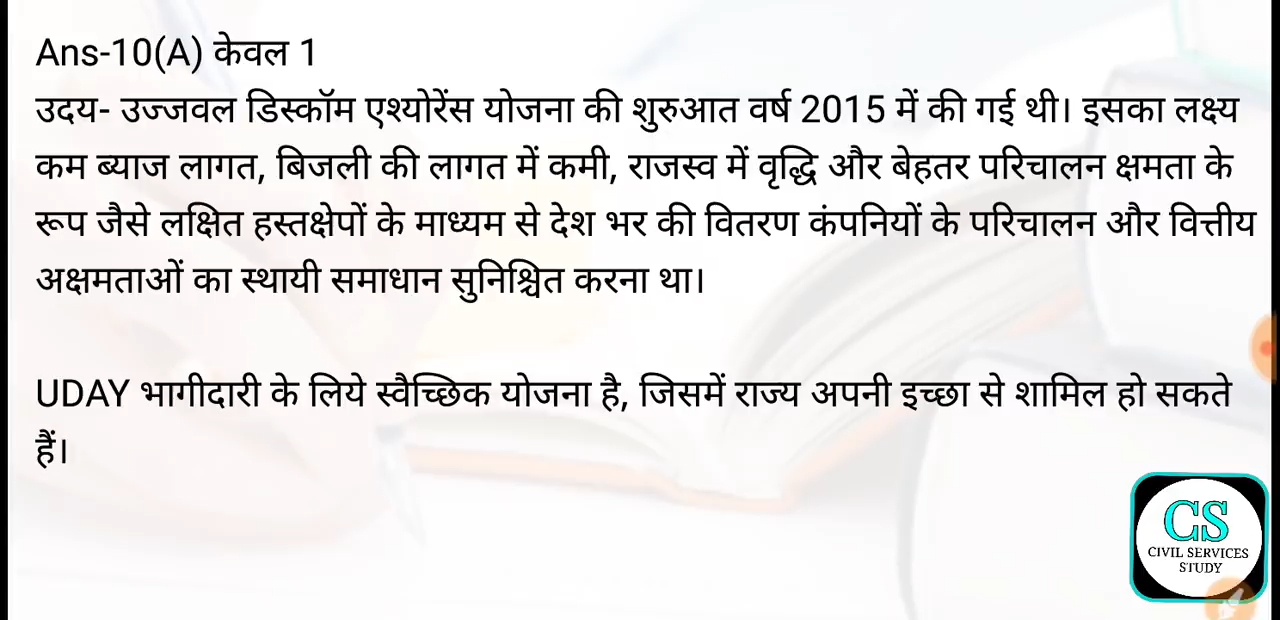 Ans-10(A) केवल 1
उदय- उज्जवल डिस्कॉम एश्योरेंस योजना की शुरुआत वर्ष 2015 में की गई थी। इसका लक्ष्य
कम ब्याज लागत, बिजली की लागत में कमी, राजस्व में वृद्धि और बेहतर परिचालन क्षमता के
रूप जैसे लक्षित हस्तक्षेपों के माध्यम से देश भर की वितरण कंपनियों के परिचालन और वित्तीय
अक्षमताओं का स्थायी समाधान सुनिश्चित करना था।
UDAY भागीदारी के लिये स्वैच्छिक योजना है, जिसमें राज्य अपनी इच्छा से शामिल हो सकते
हैं।
CS
CIVIL SERVICES
STUDY